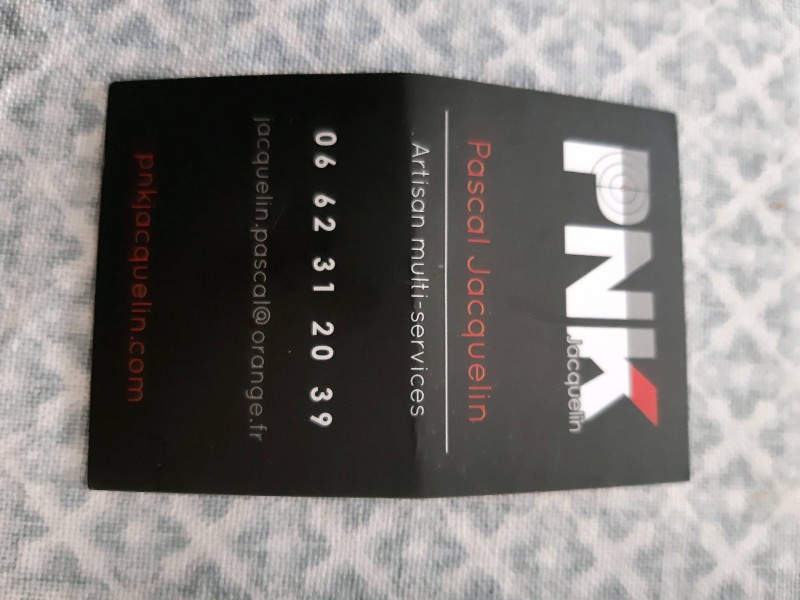 PNK
Jacquelin
Pascal Jacquelin
Artisan multi-services
06 62 31 20 39
jacquelin.pascal@orange.fr
pnkjacquelin.com